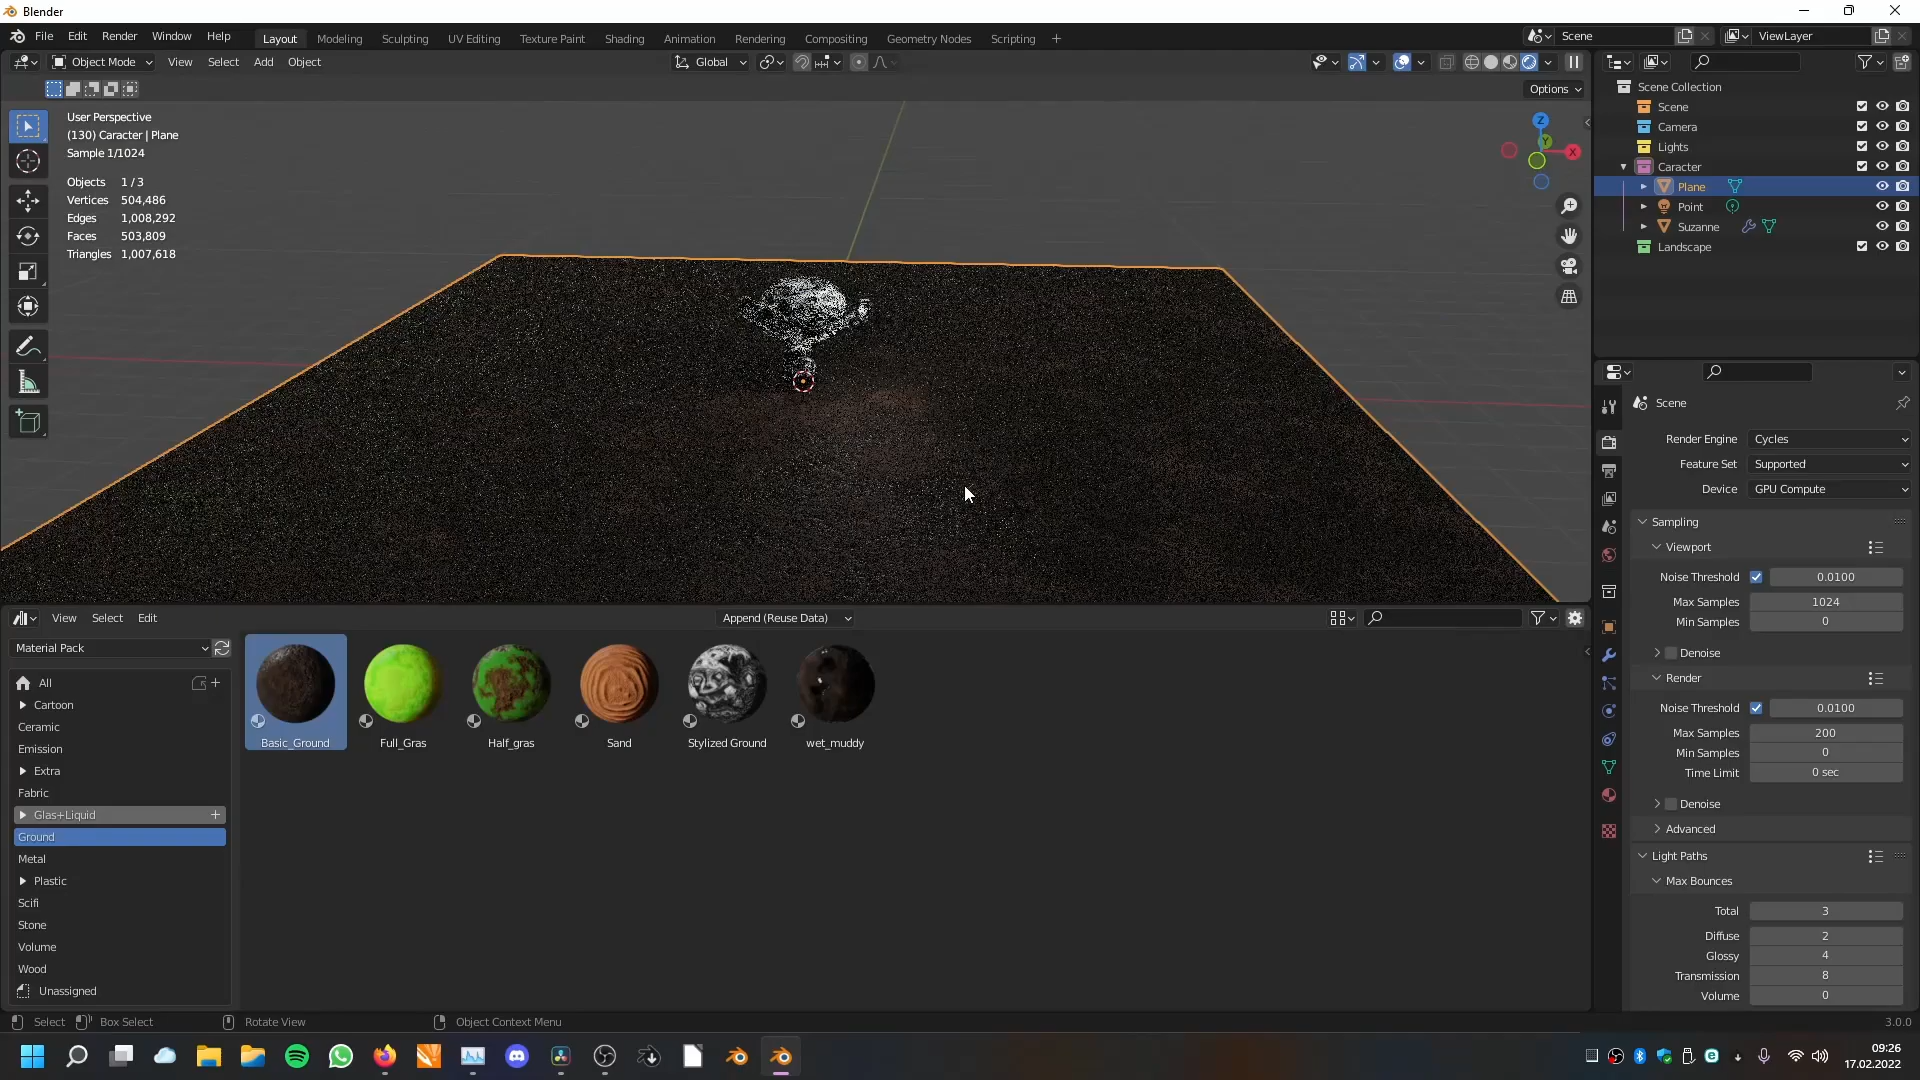 Blender
File Edit Render Window Help Layout Modeling Sculpting UV Editing Texture Paint Shading Animation Rendering Compositing Geometry Nodes Scripting + Scene ViewLayer
Object Mode View Select Add Object Global
Options
User Perspective
(130) Caracter | Plane
Sample 1/1024
Objects 1 / 3
Vertices 504,486
Edges 1,008,292
Faces 503,809
Triangles 1,007,618
Z
Y
X
Scene Collection
Scene
Camera
Lights
Caracter
Plane
Point
Suzanne
Landscape
Scene
Render Engine Cycles
Feature Set Supported
Device GPU Compute
Sampling
Viewport
Noise Threshold 0.0100
Max Samples 1024
Min Samples 0
Denoise
Render
Noise Threshold 0.0100
Max Samples 200
Min Samples 0
Time Limit 0 sec
Denoise
Advanced
Light Paths
Max Bounces
Total 3
Diffuse 2
Glossy 4
Transmission 8
Volume 0
View Select Edit Append (Reuse Data)
Material Pack
All
Cartoon
Ceramic
Emission
Extra
Fabric
Glas+Liquid
Ground
Metal
Plastic
Scifi
Stone
Volume
Wood
Unassigned
Basic_Ground Full_Gras Half_gras Sand Stylized Ground wet_muddy
Select Box Select Rotate View Object Context Menu 3.0.0
09:26
17.02.2022